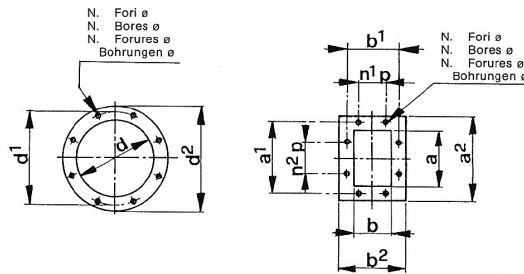 N. Fori ø
N. Bores ø
N. Forures ø
Bohrungen ø
d¹
d
d²
N. Fori ø
N. Bores ø
N. Forures ø
Bohrungen ø
b¹
n¹ p
a¹
n² p
a
a²
b
b²